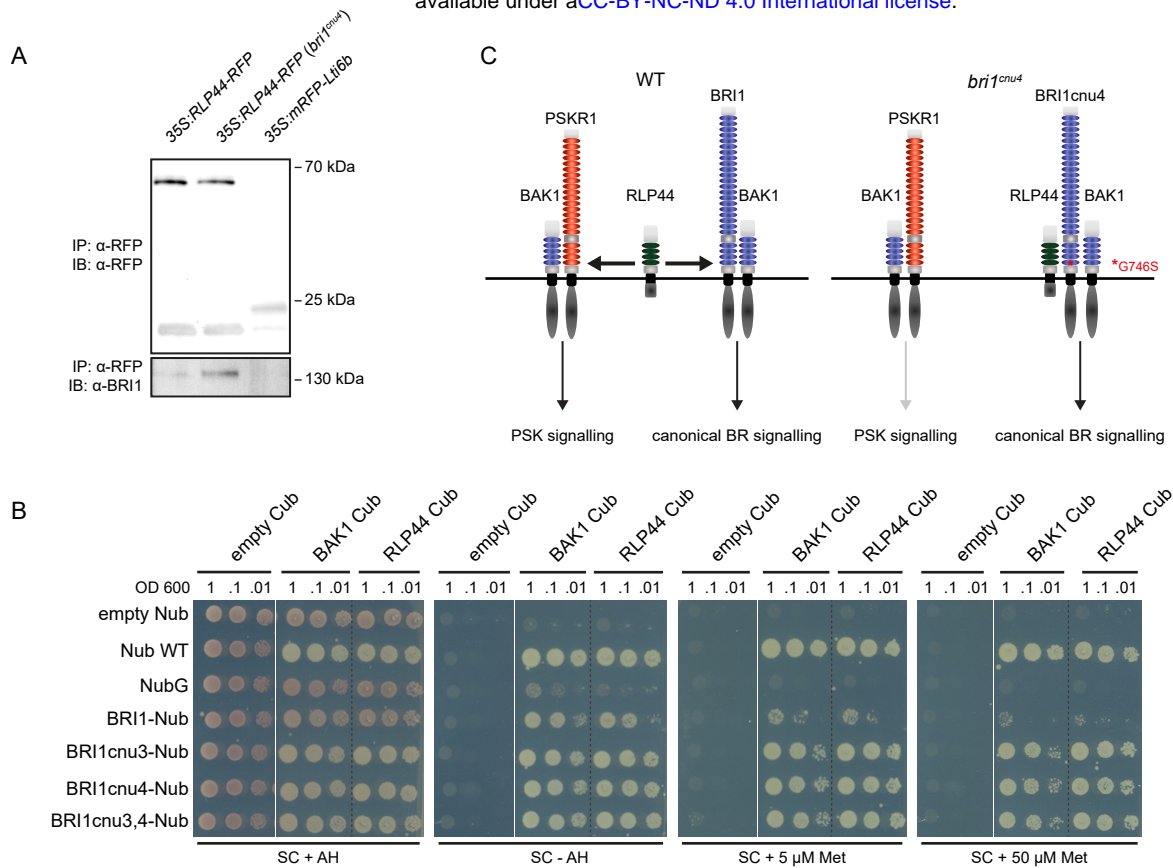 available under aCC-BY-NC-ND 4.0 International license.
A
35S:RLP44-RFP
35S:RLP44-RFP (bri1cnu4)
35S:mRFP-Lti6b
70 kDa
IP: α-RFP
IB: α-RFP
25 kDa
IP: α-RFP
IB: α-BRI1
130 kDa
C
WT
bri1cnu4
BRI1
BRI1cnu4
PSKR1
PSKR1
BAK1
RLP44
BAK1
BAK1
RLP44
BAK1
*
*G746S
PSK signalling
canonical BR signalling
PSK signalling
canonical BR signalling
B
empty Cub
BAK1 Cub
RLP44 Cub
empty Cub
BAK1 Cub
RLP44 Cub
empty Cub
BAK1 Cub
RLP44 Cub
empty Cub
BAK1 Cub
RLP44 Cub
OD 600 1 .1 .01 1 .1 .01 1 .1 .01 1 .1 .01 1 .1 .01 1 .1 .01 1 .1 .01 1 .1 .01 1 .1 .01 1 .1 .01 1 .1 .01 1 .1 .01
empty Nub
Nub WT
NubG
BRI1-Nub
BRI1cnu3-Nub
BRI1cnu4-Nub
BRI1cnu3,4-Nub
SC + AH
SC - AH
SC + 5 µM Met
SC + 50 µM Met